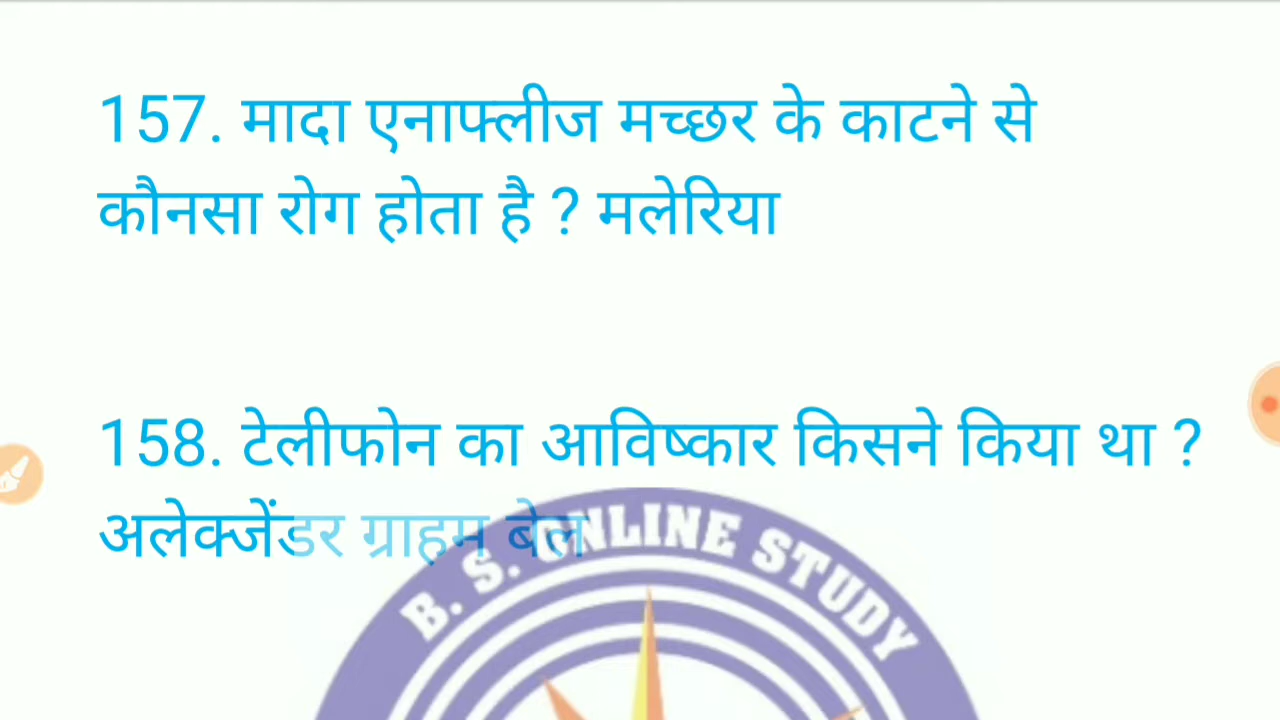 157. मादा एनाफ्लीज मच्छर के काटने से
कौनसा रोग होता है ? मलेरिया
158. टेलीफोन का आविष्कार किसने किया था ?
अलेक्जेंडर ग्राहम बेल
B. S. ONLINE STUDY